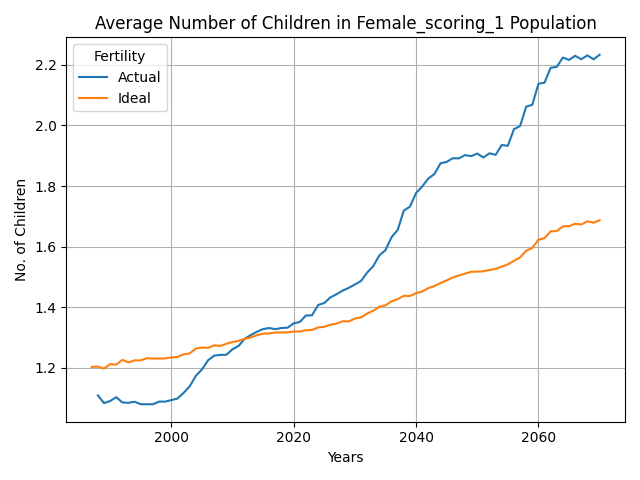 Average Number of Children in Female_scoring_1 Population
Fertility
Actual
Ideal
No. of Children
2.2
2.0
1.8
1.6
1.4
1.2
2000
2020
2040
2060
Years